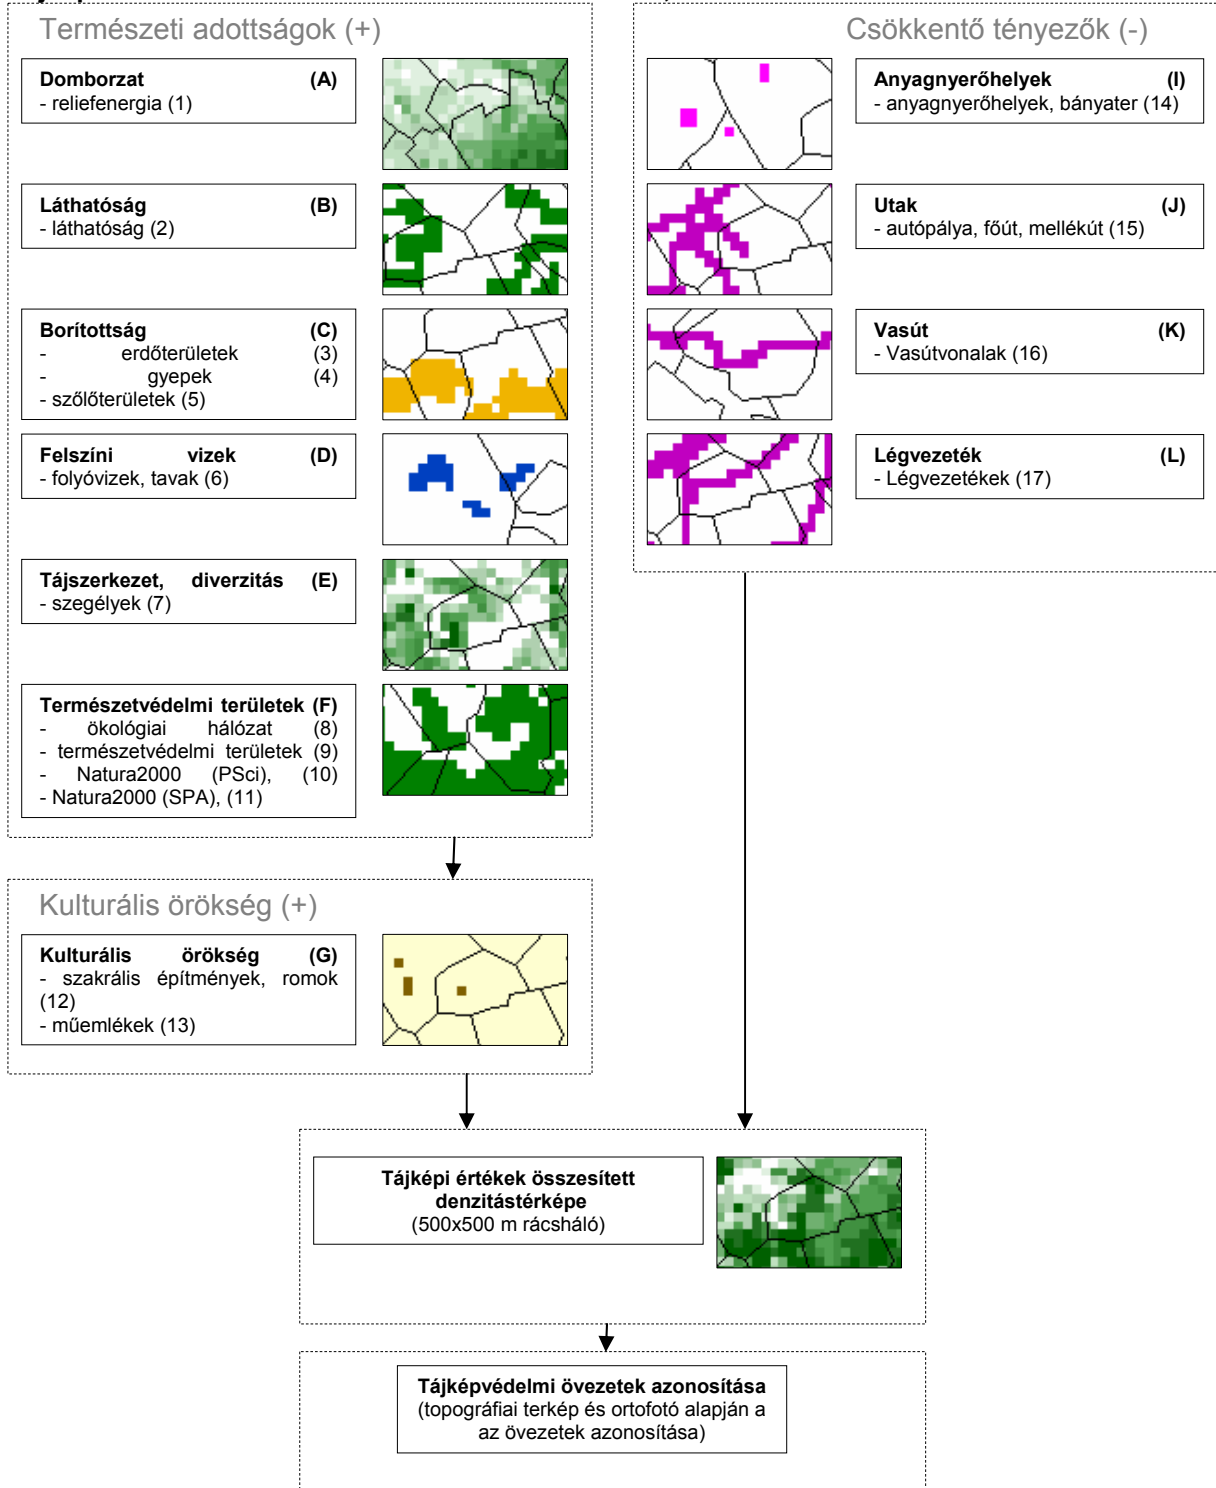 Természeti adottságok (+)
Domborzat (A)
- reliefenergia (1)
Láthatóság (B)
- láthatóság (2)
Borítottság (C)
- erdőterületek (3)
- gyepek (4)
- szőlőterületek (5)
Felszíni vizek (D)
- folyóvizek, tavak (6)
Tájszerkezet, diverzitás (E)
- szegélyek (7)
Természetvédelmi területek (F)
- ökológiai hálózat (8)
- természetvédelmi területek (9)
- Natura2000 (PSci), (10)
- Natura2000 (SPA), (11)
Csökkentő tényezők (-)
Anyagnyerőhelyek (I)
- anyagnyerőhelyek, bányater (14)
Utak (J)
- autópálya, főút, mellékút (15)
Vasút (K)
- Vasútvonalak (16)
Légvezeték (L)
- Légvezetékek (17)
Kulturális örökség (+)
Kulturális örökség (G)
- szakrális építmények, romok
(12)
- műemlékek (13)
Tájképi értékek összesített
denzitástérképe
(500x500 m rácsháló)
Tájképvédelmi övezetek azonosítása
(topográfiai terkép és ortofotó alapján a
az övezetek azonosítása)